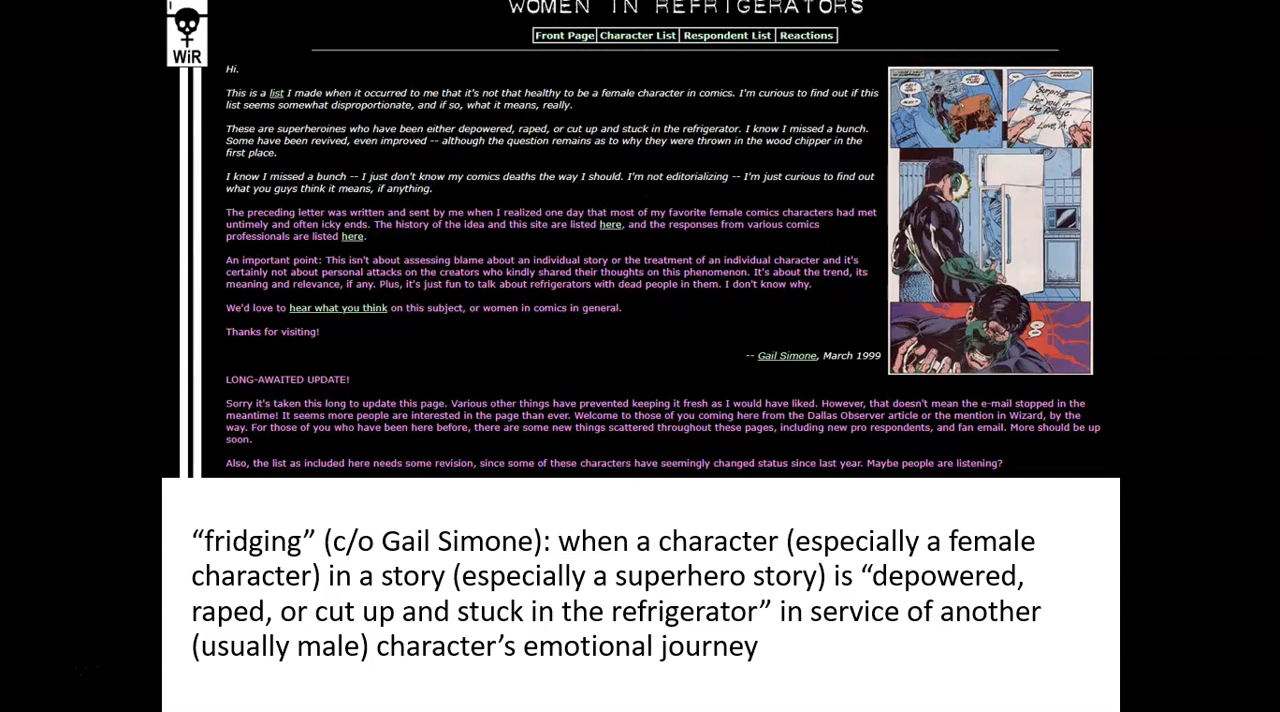 WOMEN IN REFRIGERATORS
WiR
Front Page Character List Respondent List Reactions
Hi.
This is a list I made when it occurred to me that it's not that healthy to be a female character in comics. I'm curious to find out if this
list seems somewhat disproportionate, and if so, what it means, really.
These are superheroines who have been either depowered, raped, or cut up and stuck in the refrigerator. I know I missed a bunch.
Some have been revived, even improved -- although the question remains as to why they were thrown in the wood chipper in the
first place.
I know I missed a bunch -- I just don't know my comics deaths the way I should. I'm not editorializing -- I'm just curious to find out
what you guys think it means, if anything.
The preceding letter was written and sent by me when I realized one day that most of my favorite female comics characters had met
untimely and often icky ends. The history of the idea and this site are listed here, and the responses from various comics
professionals are listed here.
An important point: This isn't about assessing blame about an individual story or the treatment of an individual character and it's
certainly not about personal attacks on the creators who kindly shared their thoughts on this phenomenon. It's about the trend, its
meaning and relevance, if any. Plus, it's just fun to talk about refrigerators with dead people in them. I don't know why.
We'd love to hear what you think on this subject, or women in comics in general.
Thanks for visiting!
-- Gail Simone, March 1999
Surprise
for you in
the fridge.
Love, A
LONG-AWAITED UPDATE!
Sorry it's taken this long to update this page. Various other things have prevented keeping it fresh as I would have liked. However, that doesn't mean the e-mail stopped in the
meantime! It seems more people are interested in the page than ever. Welcome to those of you coming here from the Dallas Observer article or the mention in Wizard, by the
way. For those of you who have been here before, there are some new things scattered throughout these pages, including new pro respondents, and fan email. More should be up
soon.
Also, the list as included here needs some revision, since some of these characters have seemingly changed status since last year. Maybe people are listening?
“fridging” (c/o Gail Simone): when a character (especially a female
character) in a story (especially a superhero story) is “depowered,
raped, or cut up and stuck in the refrigerator” in service of another
(usually male) character’s emotional journey